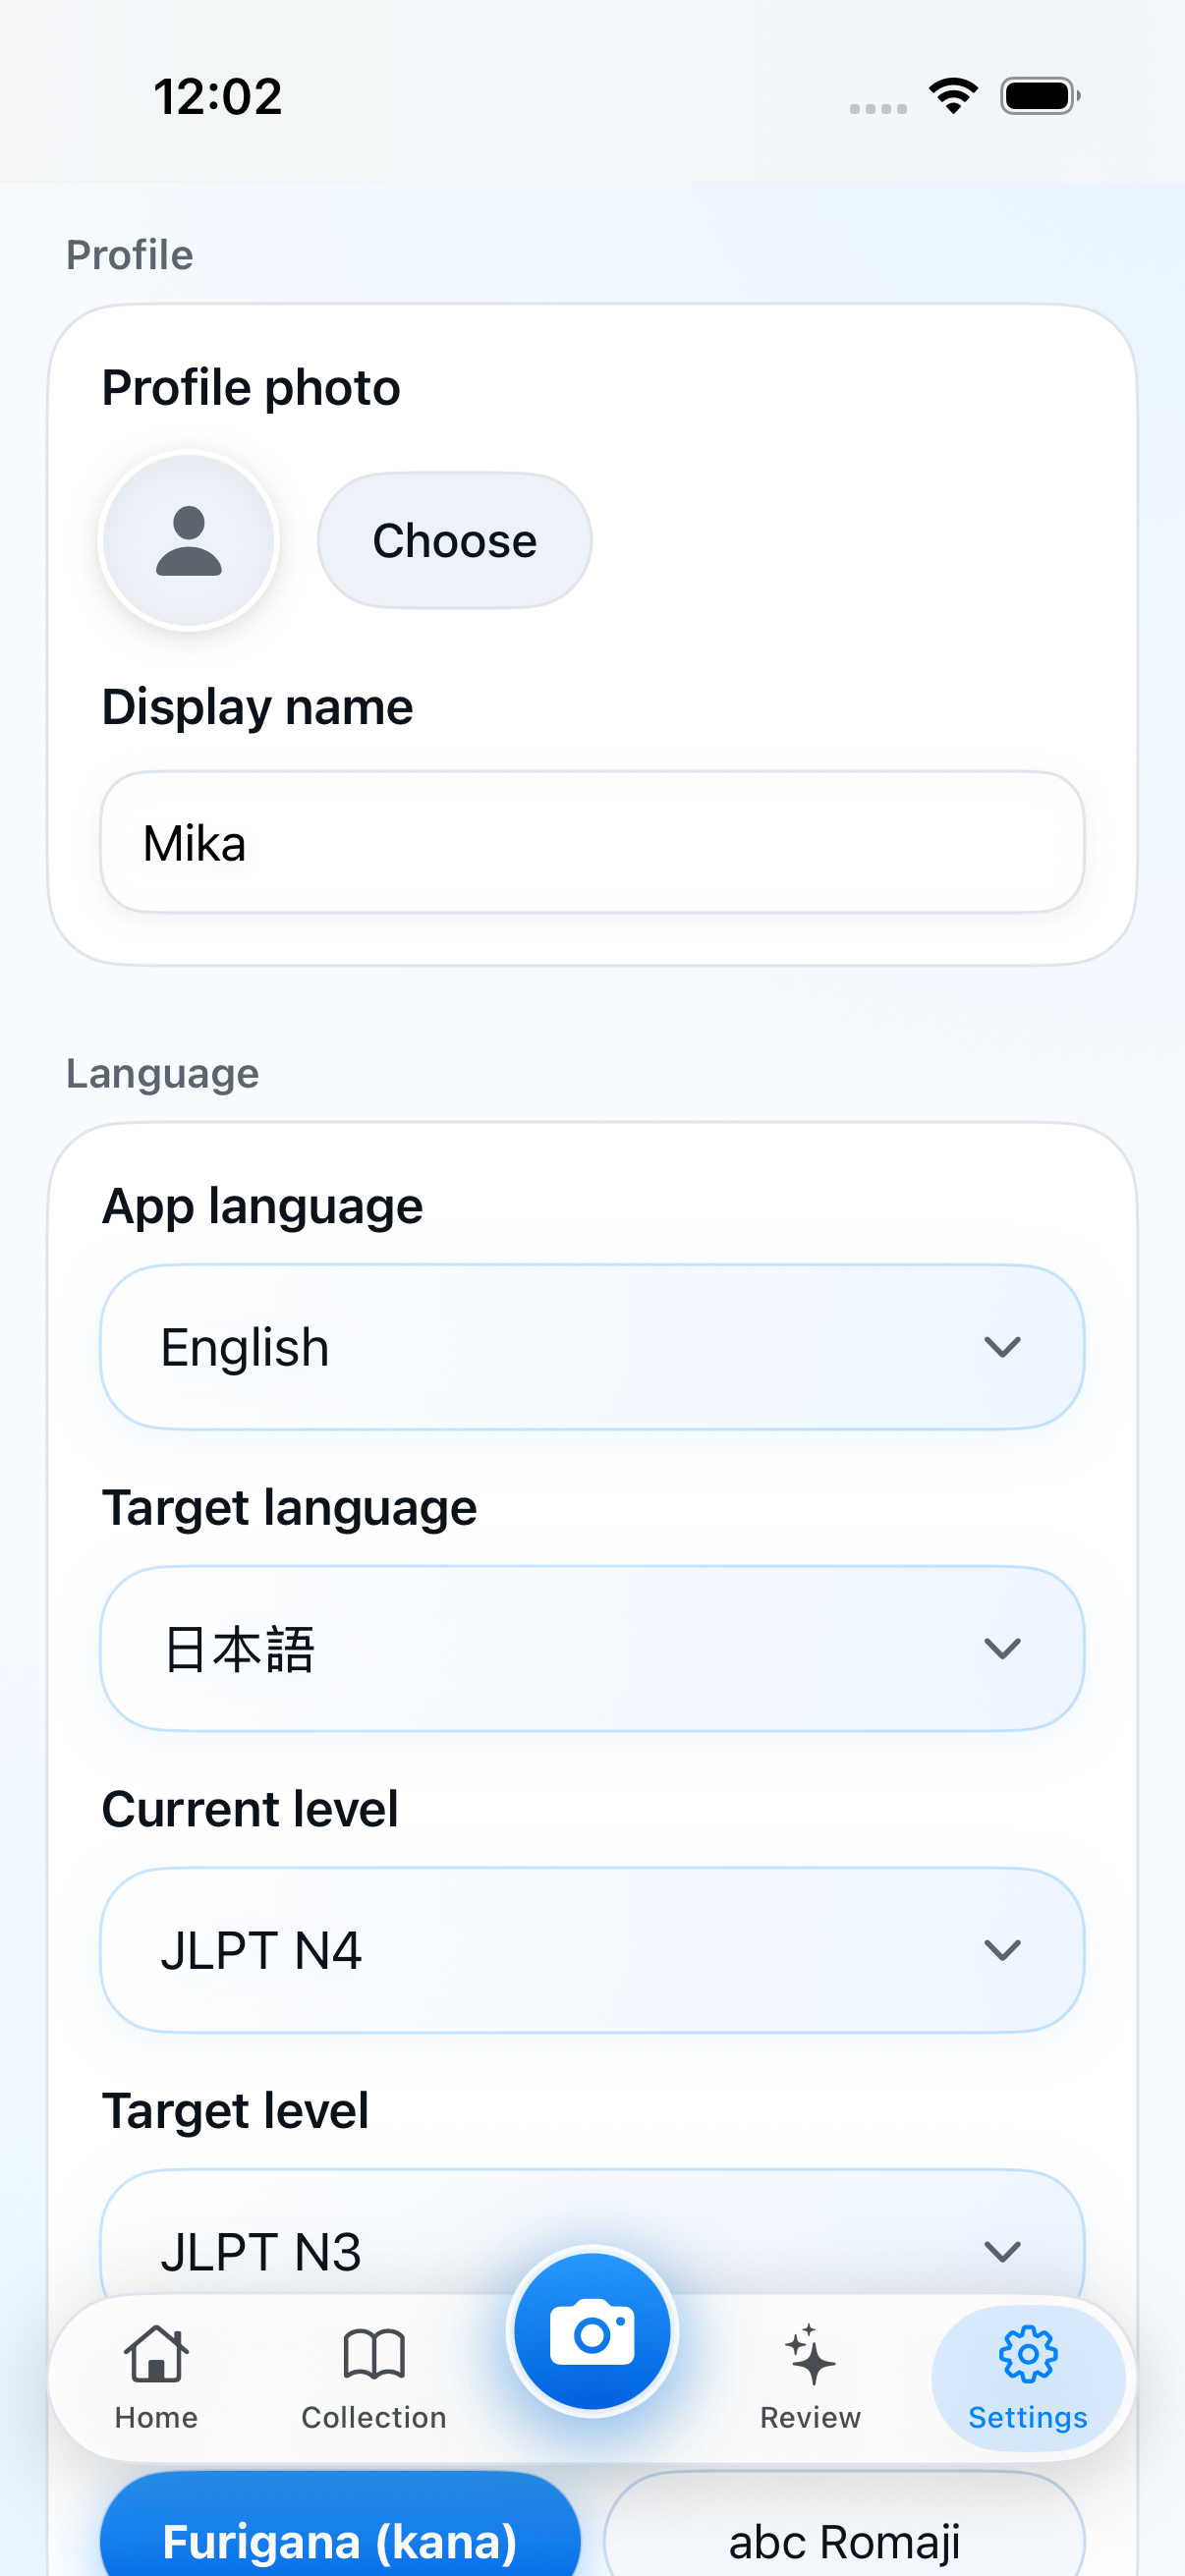 12:02
Profile
Profile photo
Choose
Display name
Mika
Language
App language
English
Target language
日本語
Current level
JLPT N4
Target level
JLPT N3
Home
Collection
Review
Settings
Furigana (kana)
abc Romaji